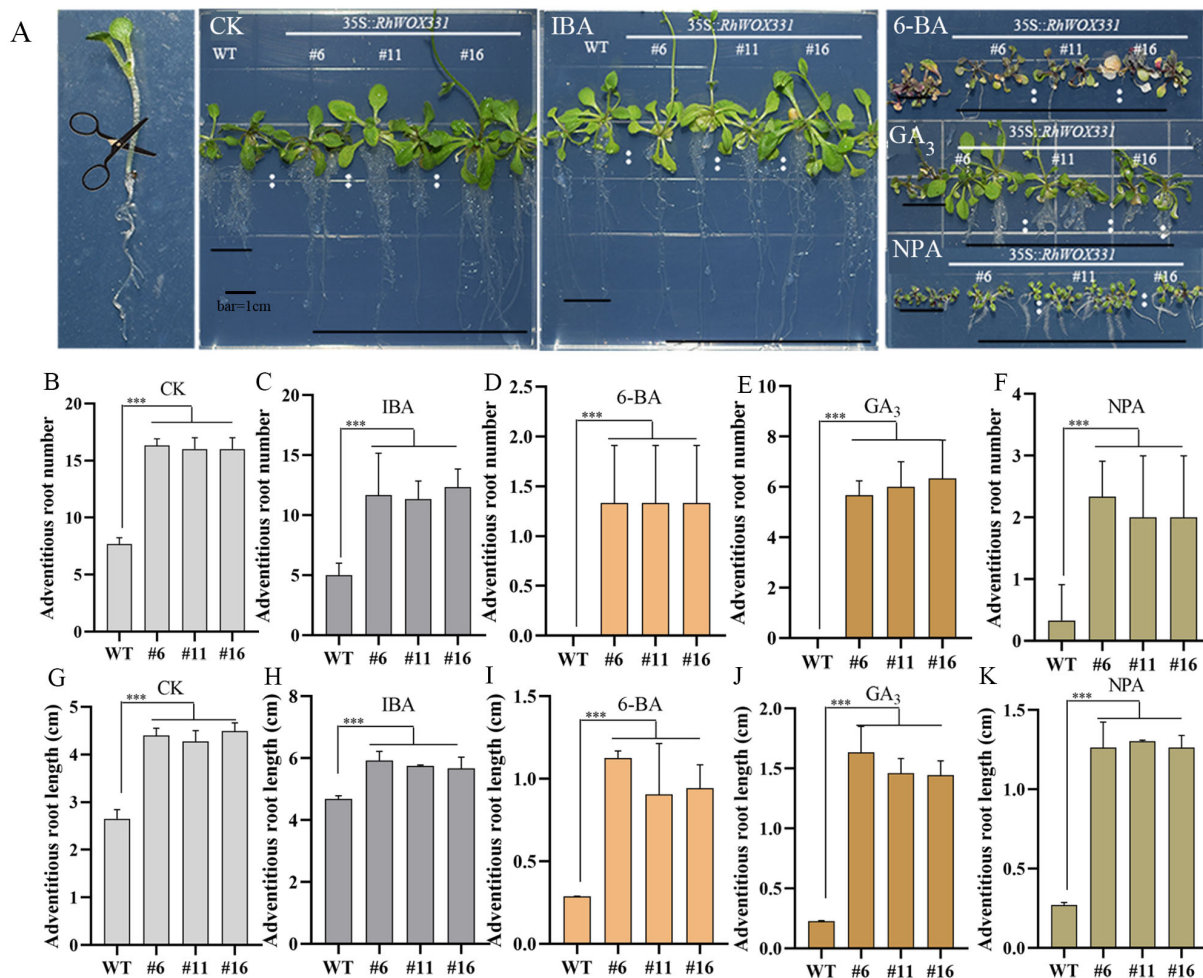 A
CK
35S::RhWOX331
WT
#6
#11
#16
bar=1cm
IBA
35S::RhWOX331
WT
#6
#11
#16
6-BA
35S::RhWOX331
#6
#11
#16
GA3
35S::RhWOX331
#6
#11
#16
NPA
35S::RhWOX331
#6
#11
#16
B
CK
***
Adventitious root number
20
15
10
5
0
WT #6 #11 #16
C
IBA
***
Adventitious root number
20
15
10
5
0
WT #6 #11 #16
D
6-BA
***
Adventitious root number
2.5
2.0
1.5
1.0
0.5
0.0
WT #6 #11 #16
E
GA3
***
Adventitious root number
6
8
6
4
2
0
WT #6 #11 #16
F
NPA
***
Adventitious root number
4
3
2
1
0
WT #6 #11 #16
G
CK
***
Adventitious root length (cm)
5
4
3
2
1
0
WT #6 #11 #16
H
IBA
***
Adventitious root length (cm)
8
6
4
2
0
WT #6 #11 #16
I
6-BA
***
Adventitious root length (cm)
1.5
1.0
0.5
0.0
WT #6 #11 #16
J
GA3
***
Adventitious root length (cm)
2.0
1.5
1.0
0.5
0.0
WT #6 #11 #16
K
NPA
***
Adventitious root length (cm)
1.5
1.0
0.5
0.0
WT #6 #11 #16